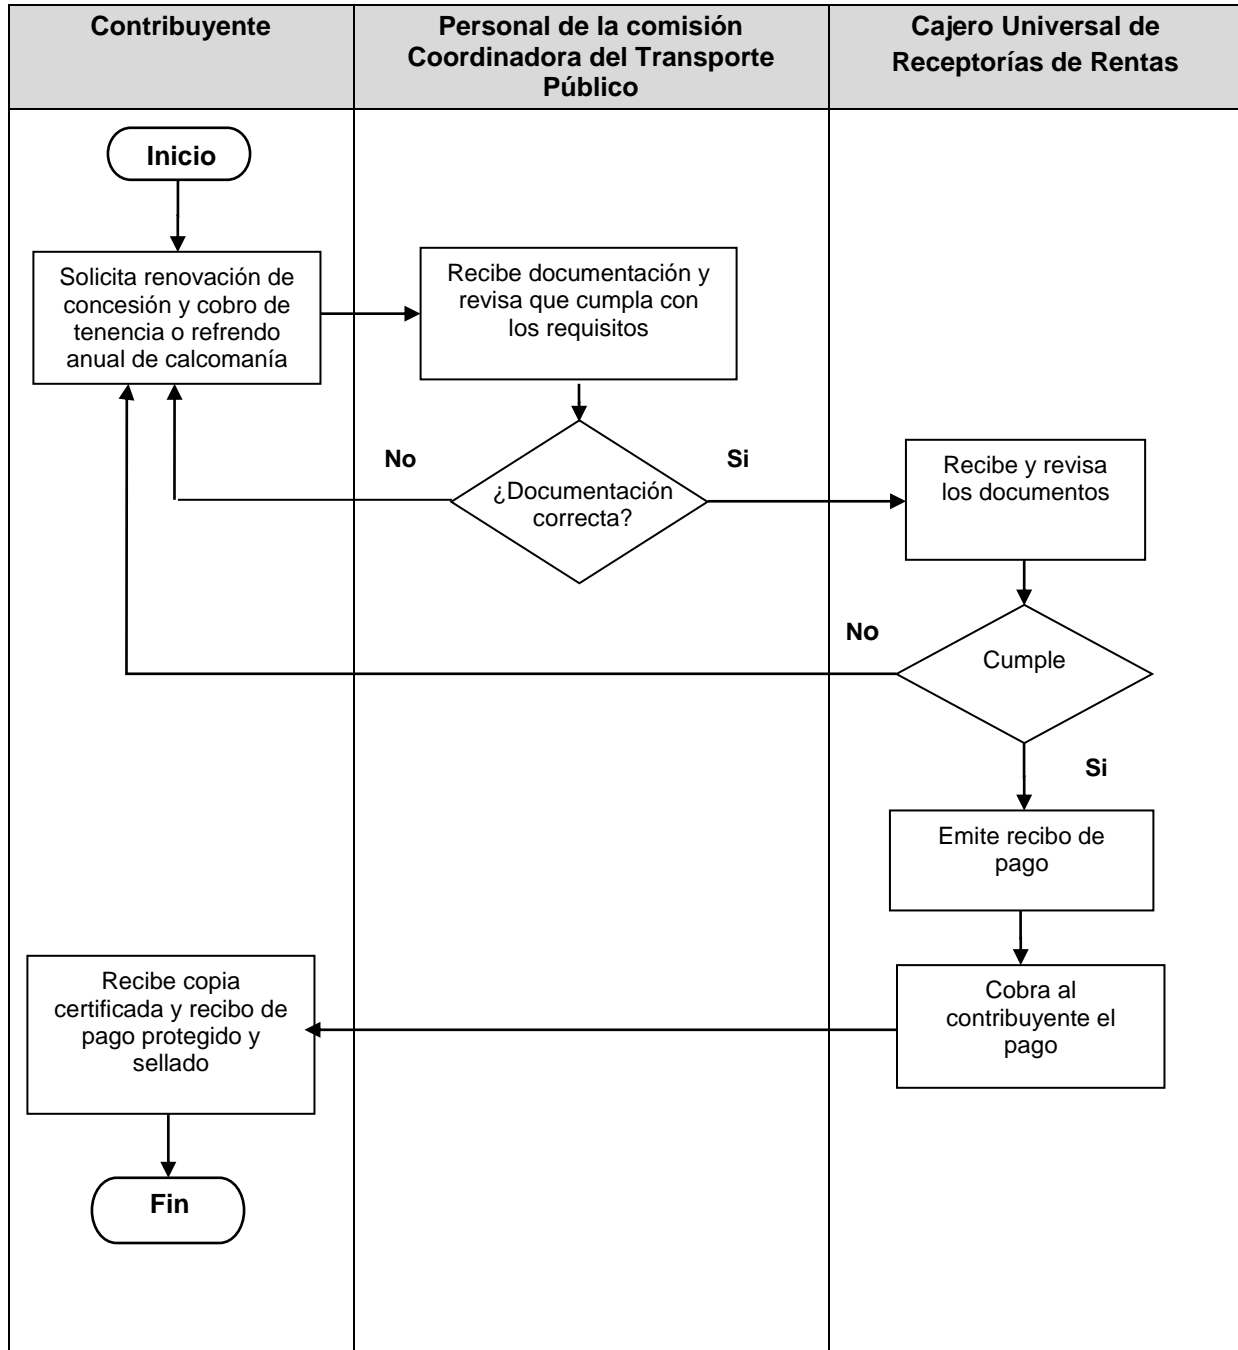 Contribuyente
Personal de la comisión
Coordinadora del Transporte
Público
Cajero Universal de
Receptorías de Rentas
Inicio
Solicita renovación de
concesión y cobro de
tenencia o refrendo
anual de calcomanía
Recibe documentación y
revisa que cumpla con
los requisitos
No
¿Documentación
correcta?
Si
Recibe y revisa
los documentos
No
Cumple
Si
Emite recibo de
pago
Cobra al
contribuyente el
pago
Recibe copia
certificada y recibo de
pago protegido y
sellado
Fin